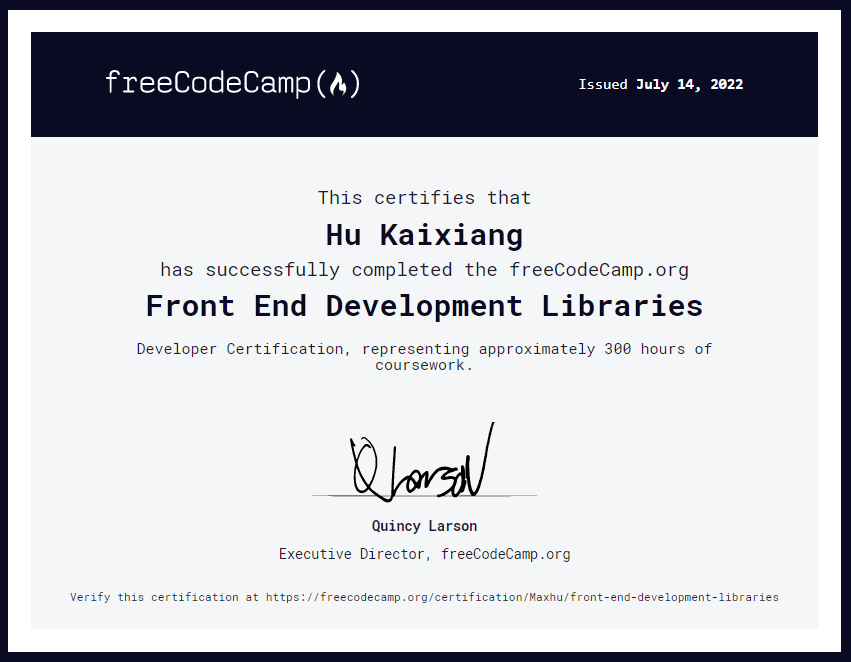 freeCodeCamp
Issued July 14, 2022
This certifies that
Hu Kaixiang
has successfully completed the freeCodeCamp.org
Front End Development Libraries
Developer Certification, representing approximately 300 hours of
coursework.
Q Larson
Quincy Larson
Executive Director, freeCodeCamp.org
Verify this certification at https://freecodecamp.org/certification/Maxhu/front-end-development-libraries